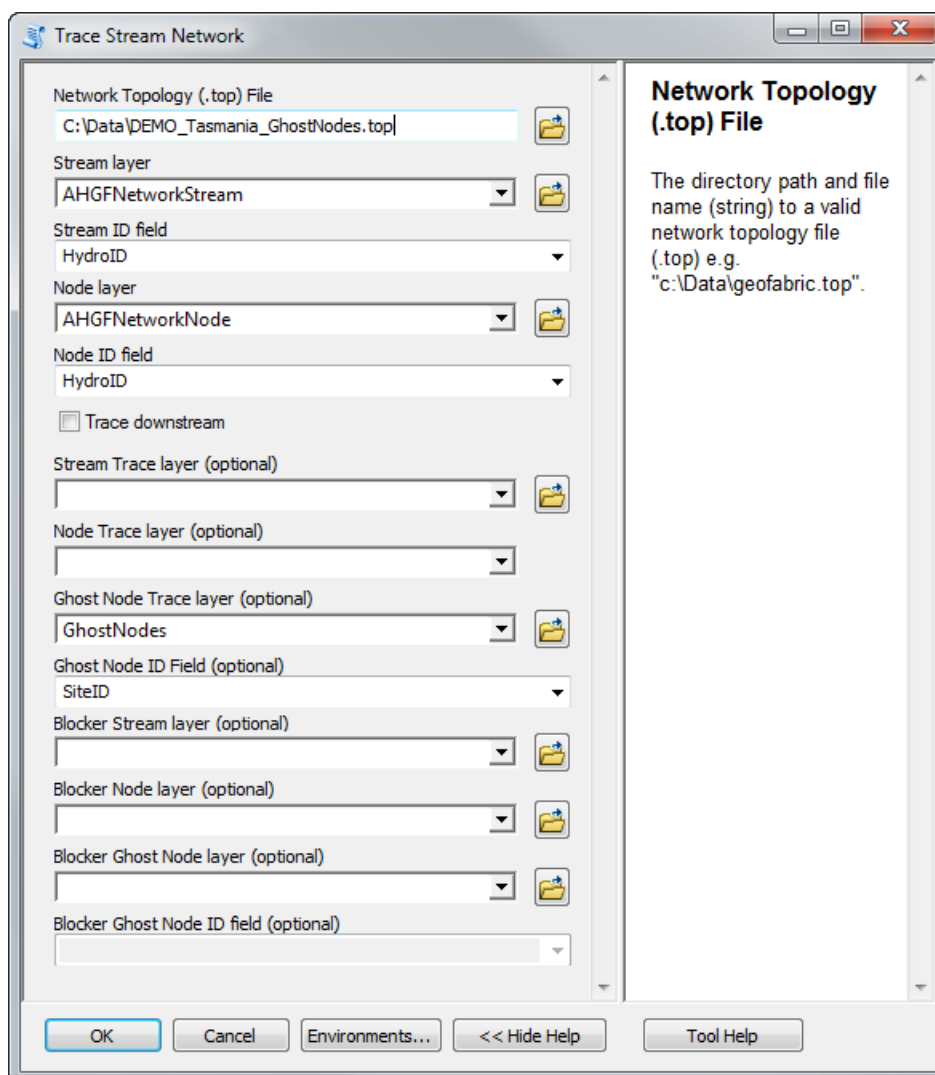 Trace Stream Network
Network Topology (.top) File
C:\Data\DEMO_Tasmania_GhostNodes.top
Stream layer
AHGFNetworkStream
Stream ID field
HydroID
Node layer
AHGFNetworkNode
Node ID field
HydroID
Trace downstream
Stream Trace layer (optional)
Node Trace layer (optional)
Ghost Node Trace layer (optional)
GhostNodes
Ghost Node ID Field (optional)
SiteID
Blocker Stream layer (optional)
Blocker Node layer (optional)
Blocker Ghost Node layer (optional)
Blocker Ghost Node ID field (optional)
Network Topology
(.top) File
The directory path and file
name (string) to a valid
network topology file
(.top) e.g.
"c:\Data\geofabric.top".
OK
Cancel
Environments...
<< Hide Help
Tool Help